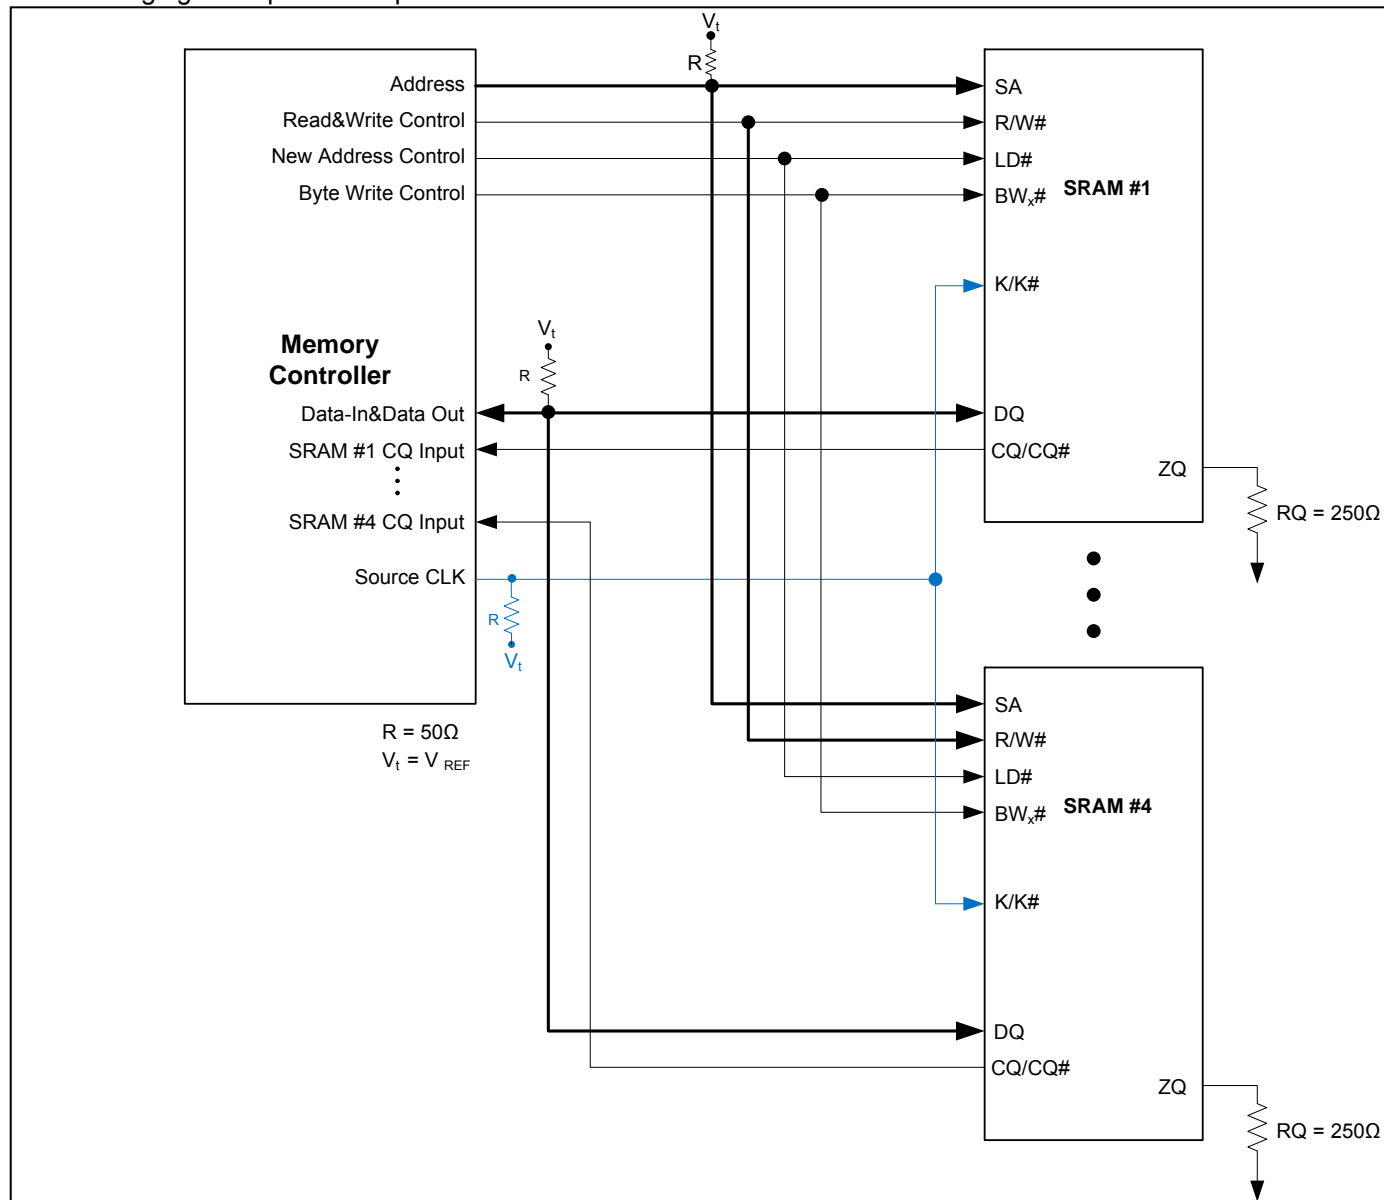 Vt
R
Address
SA
Read&Write Control
R/W#
New Address Control
LD#
Byte Write Control
BWx#
SRAM #1
K/K#
Vt
R
Memory
Controller
Data-In&Data Out
DQ
SRAM #1 CQ Input
CQ/CQ#
ZQ
RQ = 250Ω
SRAM #4 CQ Input
Source CLK
R
Vt
R = 50Ω
Vt = V REF
SA
R/W#
LD#
BWx#
SRAM #4
K/K#
DQ
CQ/CQ#
ZQ
RQ = 250Ω